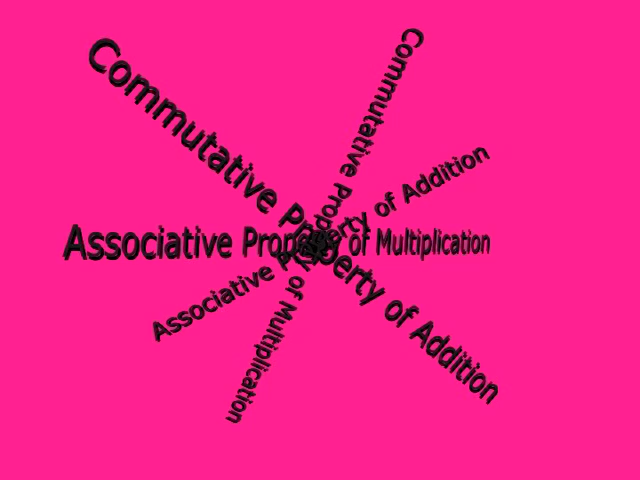 Commutative Property of Addition
Commutative Property of Multiplication
Associative Property of Addition
Associative Property of Multiplication